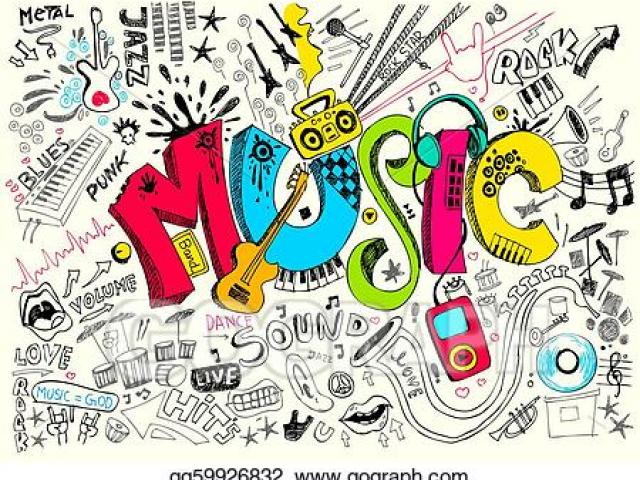 METAL
JAZZ
ROCK STAR
ROCK
BLUES
PUNK
MUSIC
Band
VOLUME
DANCE
SOUND
JAZZ
LOVE
LOVE
LIVE
ROCK
MUSIC = GOD
HITS
U
gg59926832 www.gograph.com